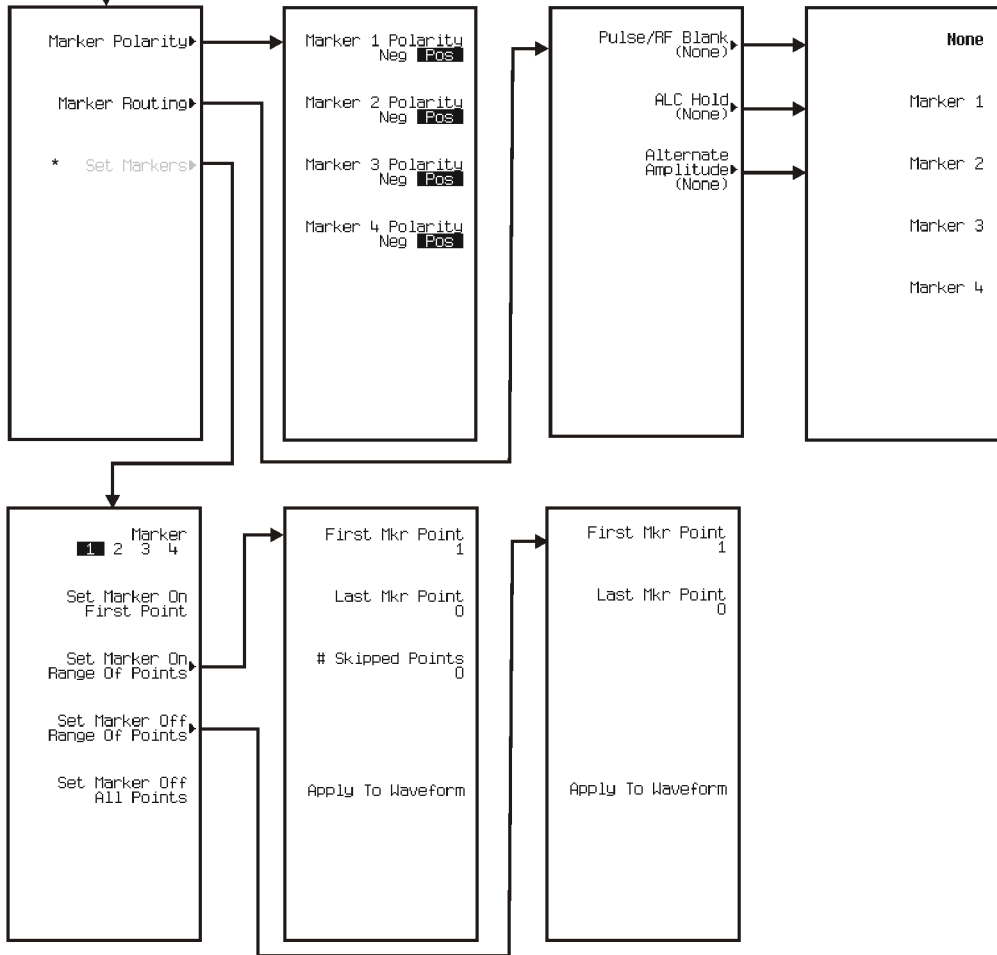 Marker Polarity
Marker Routing
* Set Markers
Marker 1 Polarity
Neg Pos
Marker 2 Polarity
Neg Pos
Marker 3 Polarity
Neg Pos
Marker 4 Polarity
Neg Pos
Pulse/RF Blank
(None)
ALC Hold
(None)
Alternate
Amplitude
(None)
None
Marker 1
Marker 2
Marker 3
Marker 4
Marker
1 2 3 4
Set Marker On
First Point
Set Marker On
Range Of Points
Set Marker Off
Range Of Points
Set Marker Off
All Points
First Mkr Point
1
Last Mkr Point
0
# Skipped Points
0
Apply To Waveform
First Mkr Point
1
Last Mkr Point
0
Apply To Waveform